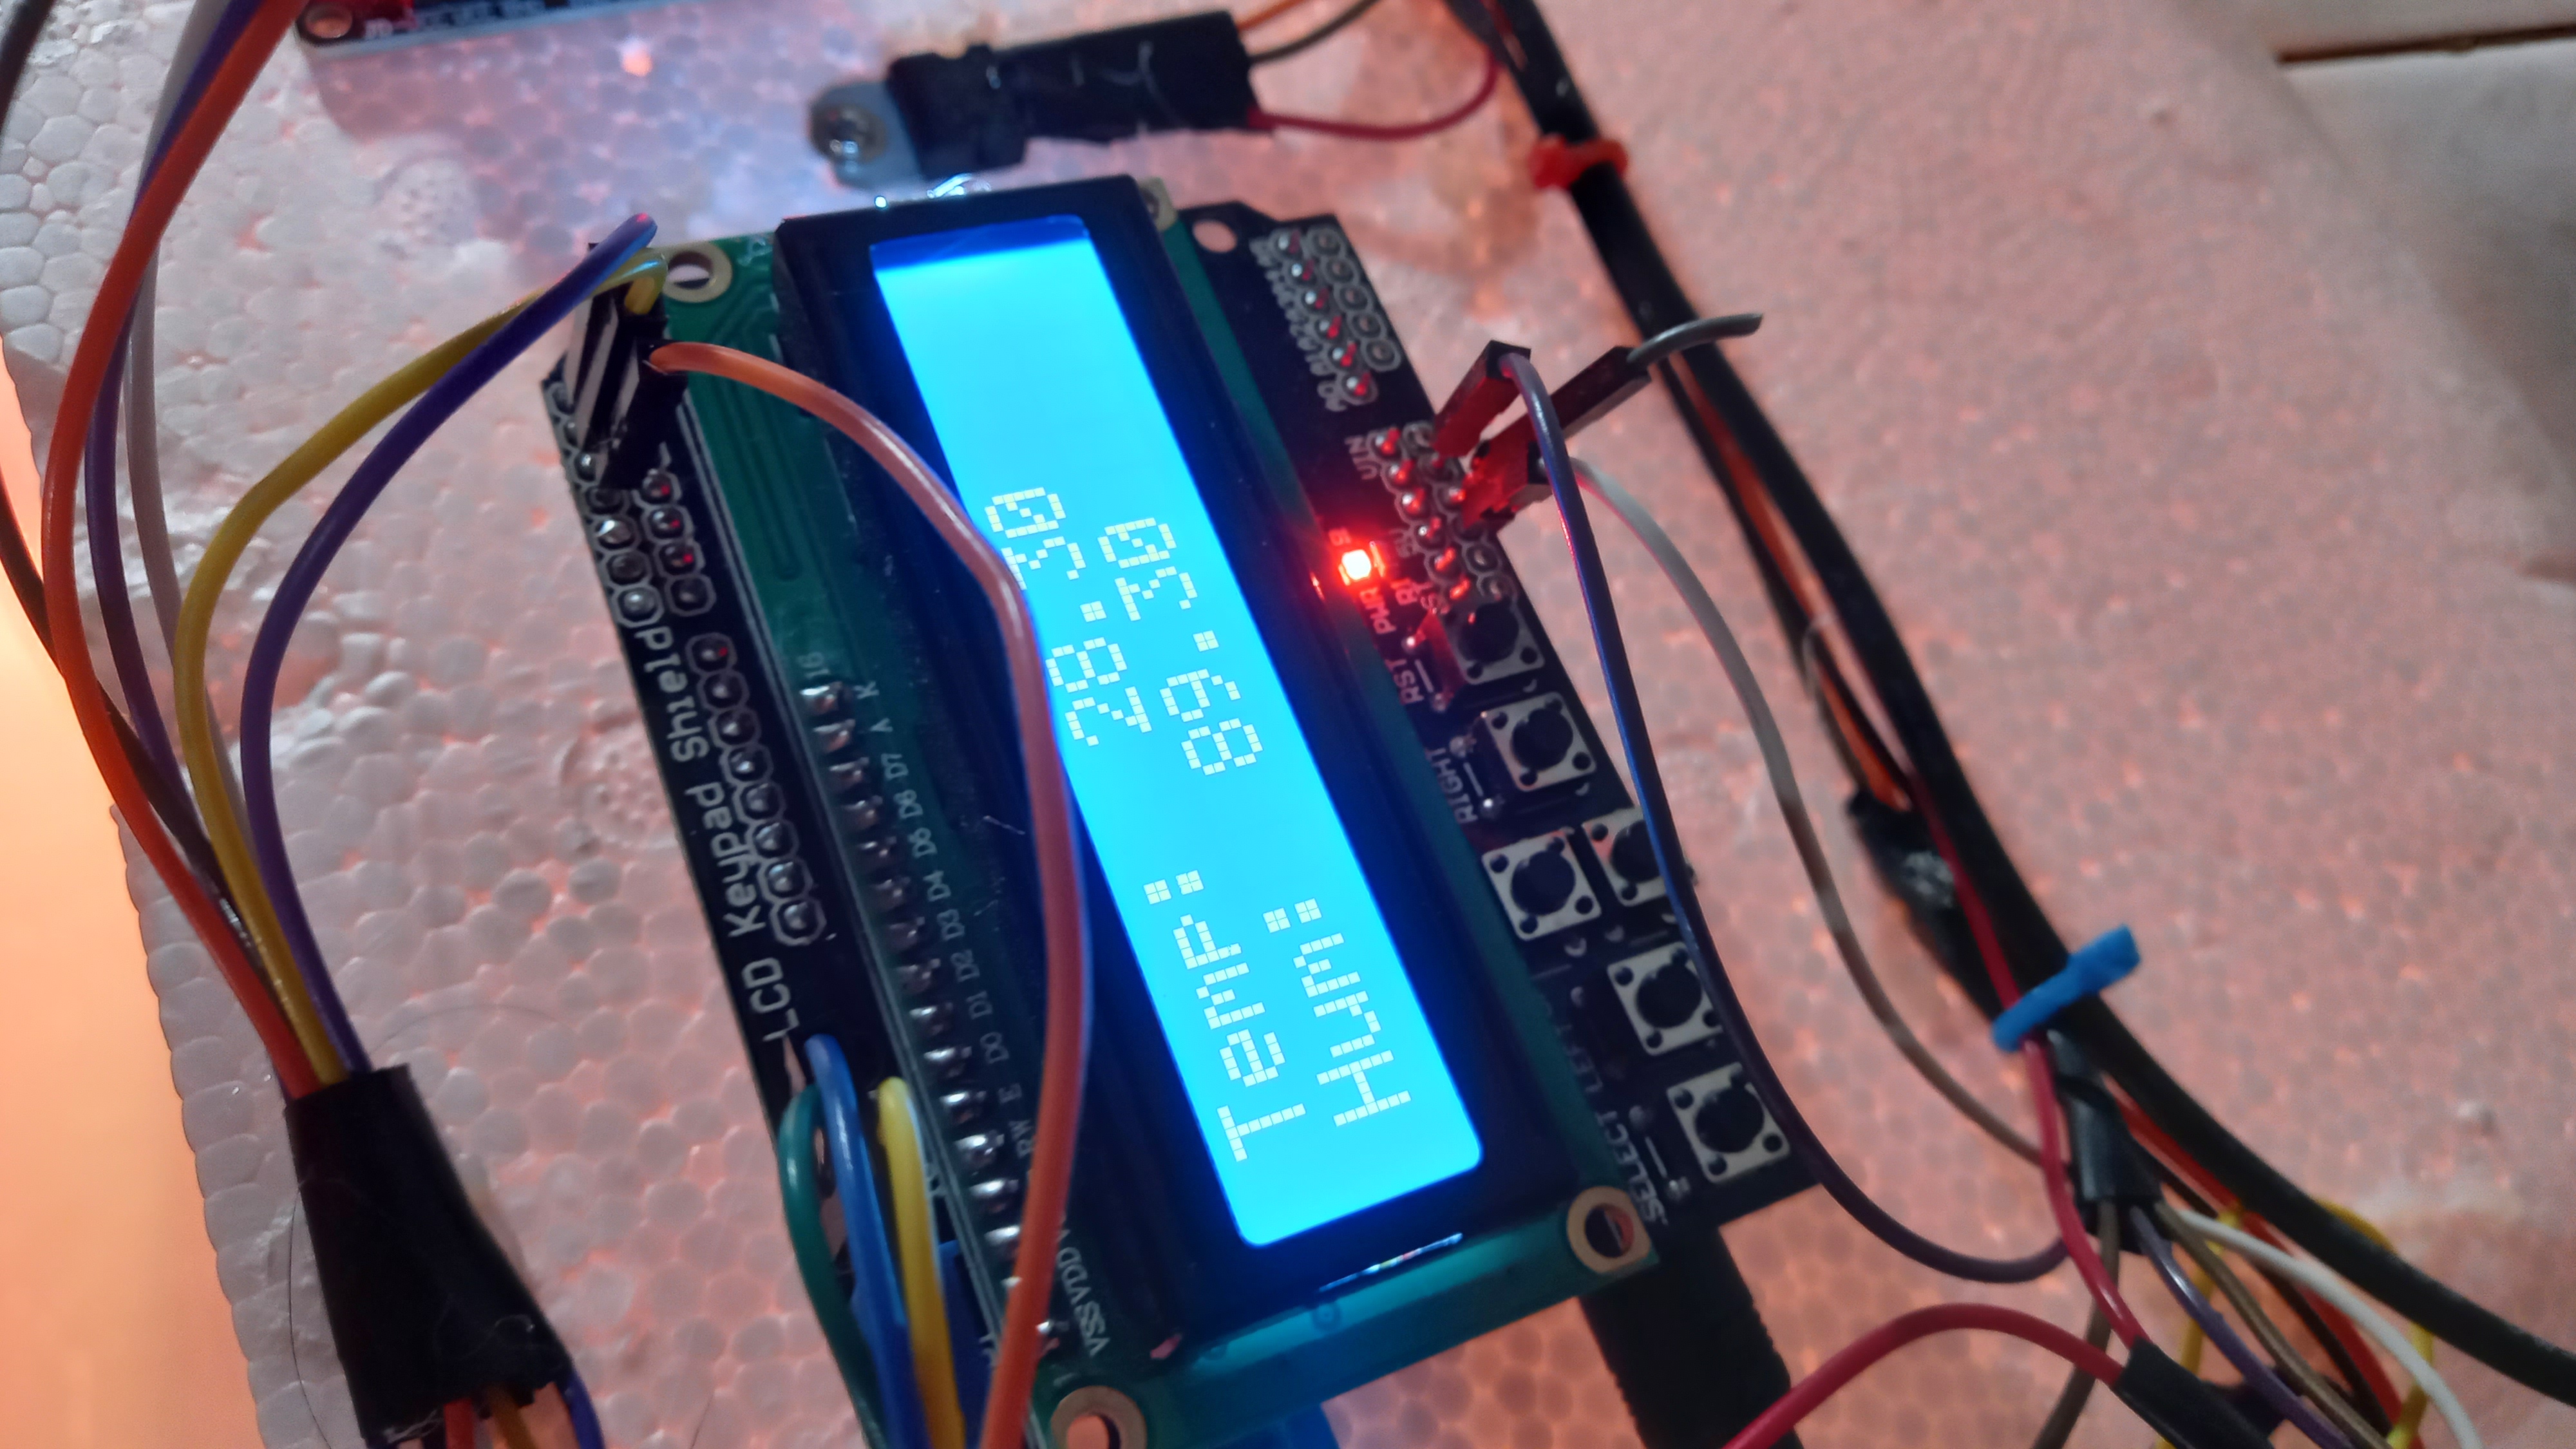 LCD Keypad Shield
16
VSS VDD RW E D0 D1 D2 D3 D4 D5 D6 D7 A K
Temp: 28.30
Hum: 89.30
PWR
RST 5V VIN
RIGHT
SELECT LEFT